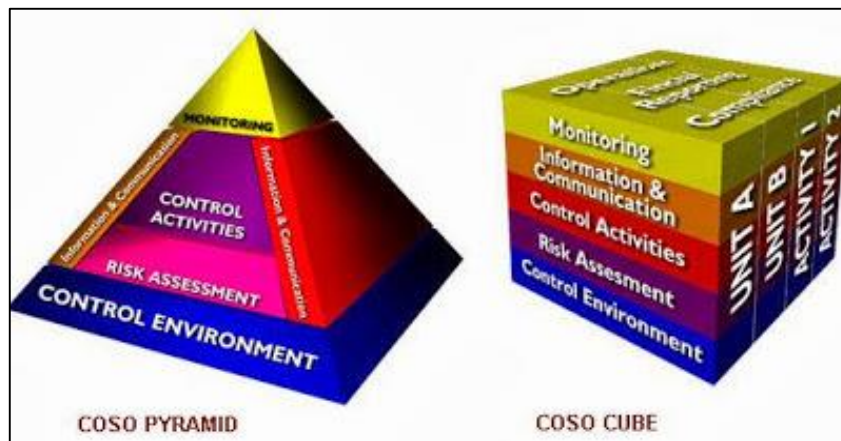 MONITORING
Information & Communication
Information & Communication
CONTROL
ACTIVITIES
RISK ASSESSMENT
CONTROL ENVIRONMENT
COSO PYRAMID
Operations
Finacial
Reporting
Compliance
Monitoring
Information &
Communication
Control Activities
Risk Assesment
Control Environment
UNIT A
UNIT B
ACTIVITY 1
ACTIVITY 2
COSO CUBE